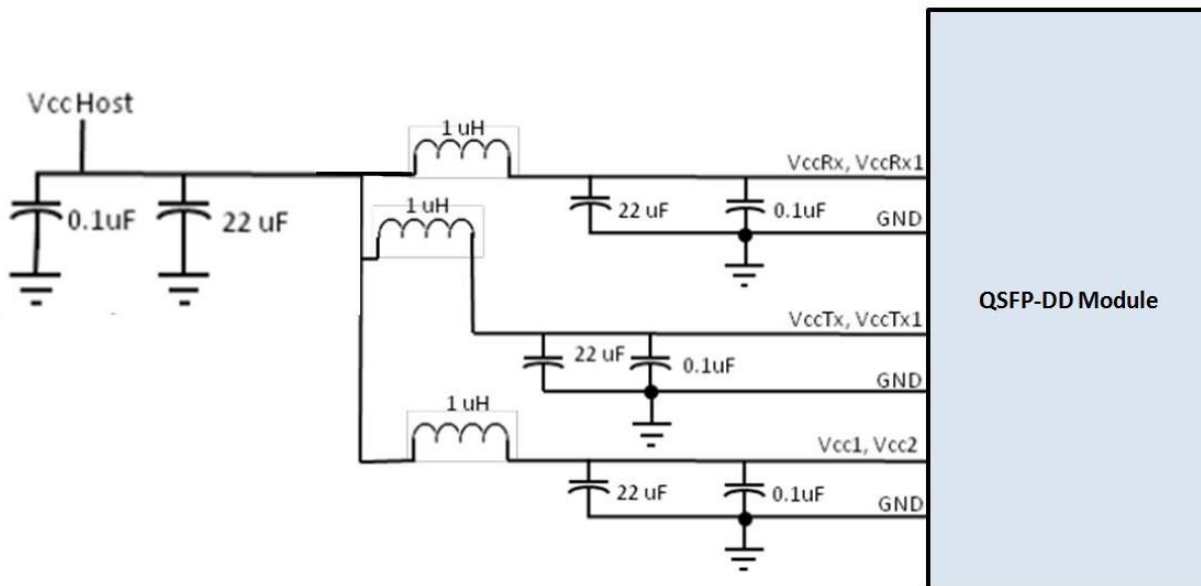 VccHost
0.1uF
22 uF
1 uH
VccRx, VccRx1
22 uF
0.1uF
GND
1 uH
VccTx, VccTx1
22 uF
0.1uF
GND
1 uH
Vcc1, Vcc2
22 uF
0.1uF
GND
QSFP-DD Module